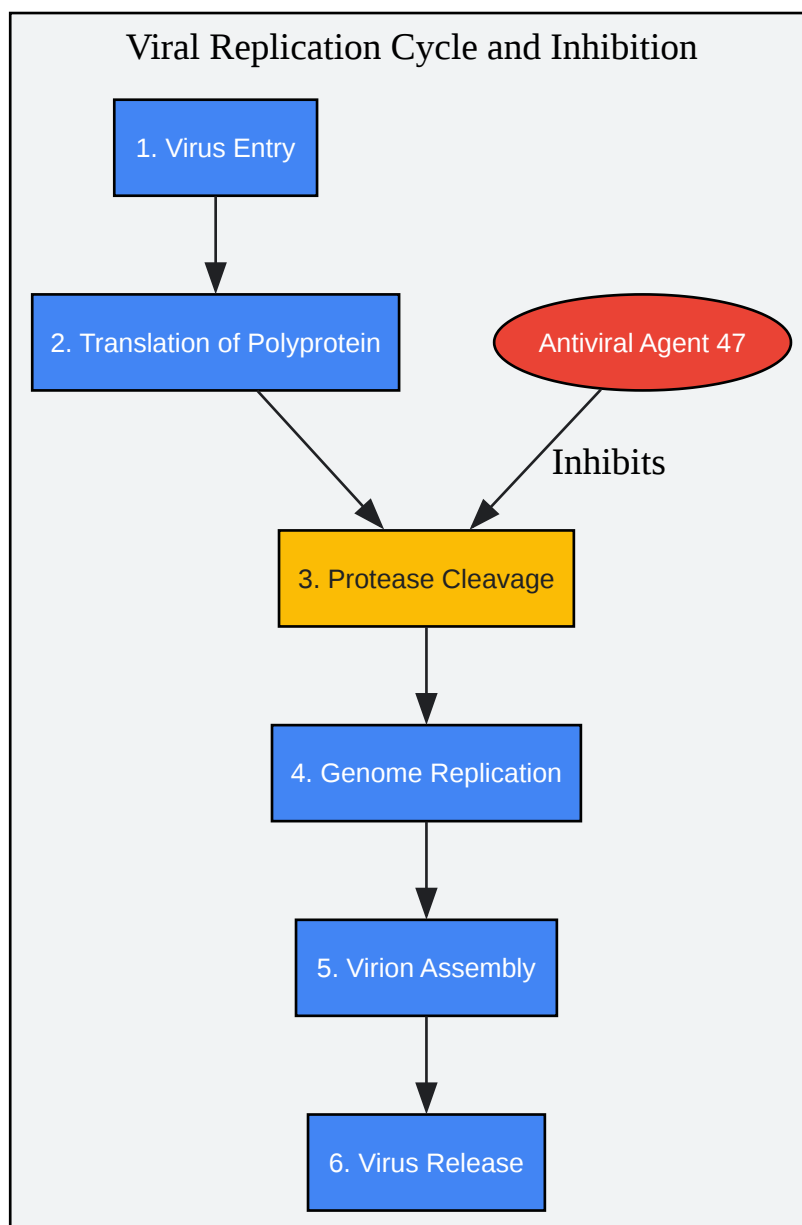 Viral Replication Cycle and Inhibition
1. Virus Entry
2. Translation of Polyprotein
Antiviral Agent 47
Inhibits
3. Protease Cleavage
4. Genome Replication
5. Virion Assembly
6. Virus Release